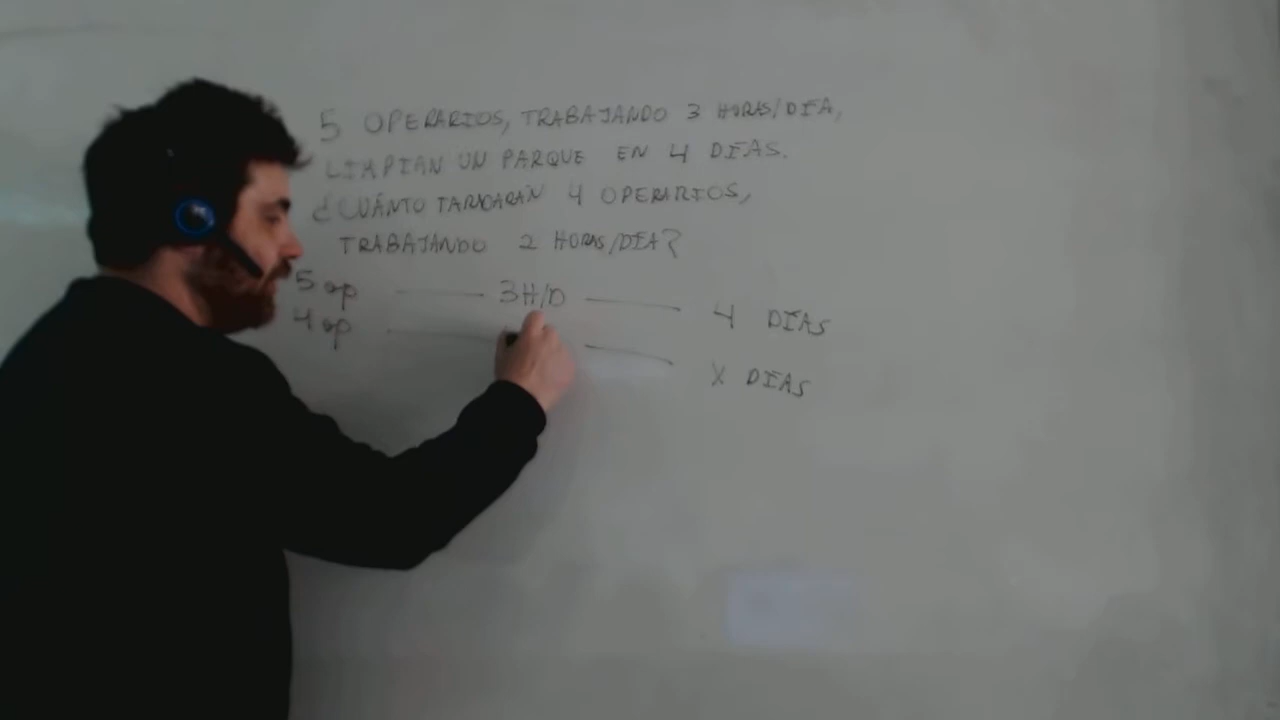 5 OPERARIOS, TRABAJANDO 3 HORAS/DIA,
LIMPIAN UN PARQUE EN 4 DIAS.
¿CUÁNTO TARDARÁN 4 OPERARIOS,
TRABAJANDO 2 HORAS/DIA?
5 op — 3H/D — 4 DIAS
4 op — — X DIAS